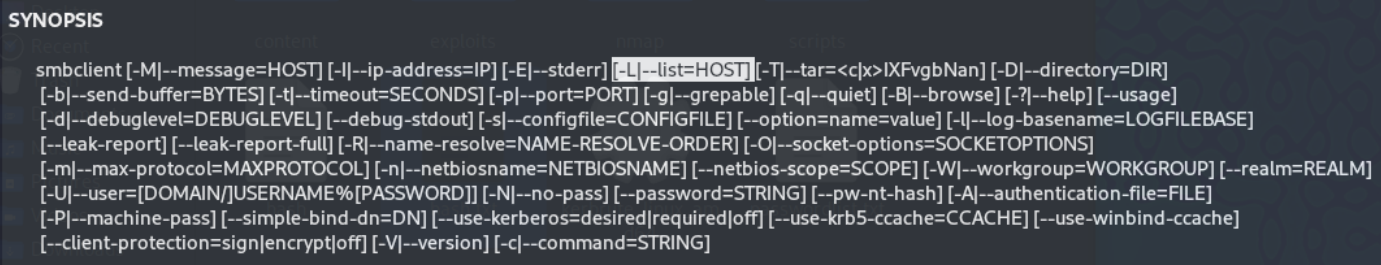 SYNOPSIS
Recent content exploits nmap scripts
smbclient [-M|--message=HOST] [-I|--ip-address=IP] [-E|--stderr] [-L|--list=HOST] [-T|--tar=<c|x>IXFvgbNan] [-D|--directory=DIR]
[-b|--send-buffer=BYTES] [-t|--timeout=SECONDS] [-p|--port=PORT] [-g|--grepable] [-q|--quiet] [-B|--browse] [-?|--help] [--usage]
[-d|--debuglevel=DEBUGLEVEL] [--debug-stdout] [-s|--configfile=CONFIGFILE] [--option=name=value] [-l|--log-basename=LOGFILEBASE]
[--leak-report] [--leak-report-full] [-R|--name-resolve=NAME-RESOLVE-ORDER] [-O|--socket-options=SOCKETOPTIONS]
[-m|--max-protocol=MAXPROTOCOL] [-n|--netbiosname=NETBIOSNAME] [--netbios-scope=SCOPE] [-W|--workgroup=WORKGROUP] [--realm=REALM]
[-U|--user=[DOMAIN/]USERNAME%[PASSWORD]] [-N|--no-pass] [--password=STRING] [--pw-nt-hash] [-A|--authentication-file=FILE]
[-P|--machine-pass] [--simple-bind-dn=DN] [--use-kerberos=desired|required|off] [--use-krb5-ccache=CCACHE] [--use-winbind-ccache]
[--client-protection=sign|encrypt|off] [-V|--version] [-c|--command=STRING]